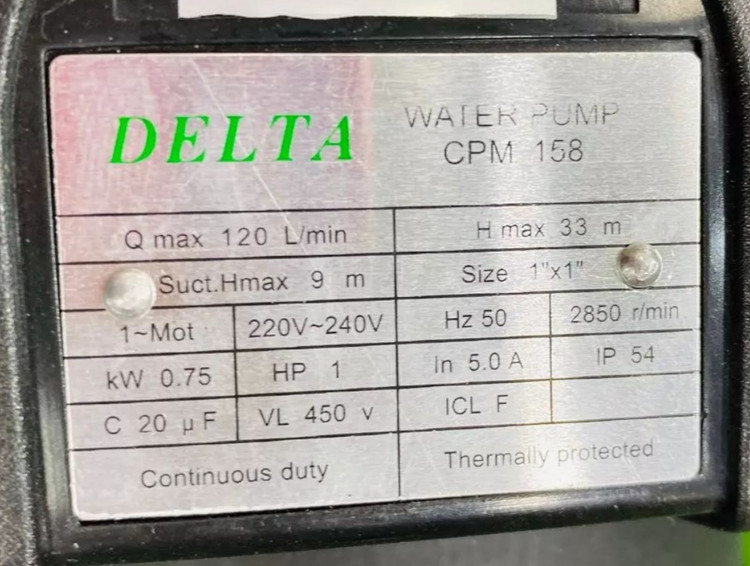 DELTA
WATER PUMP
CPM 158
Q max 120 L/min H max 33 m
Suct.Hmax 9 m Size 1"x1"
1~Mot 220V~240V Hz 50 2850 r/min
kW 0.75 HP 1 In 5.0 A IP 54
C 20 µF VL 450 v ICL F
Continuous duty Thermally protected